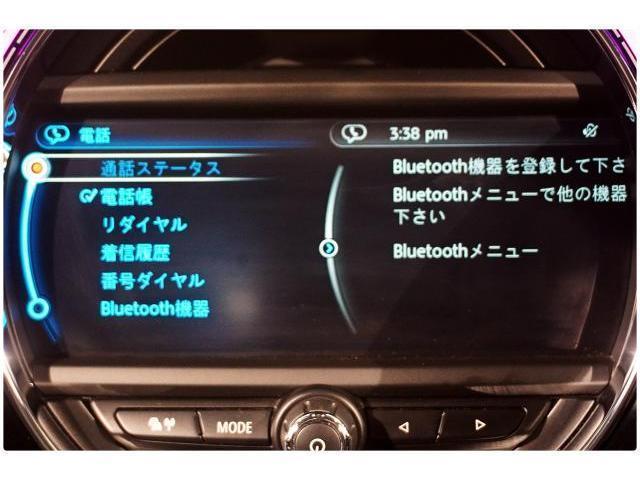 電話
3:38 pm
通話ステータス
電話帳
リダイヤル
着信履歴
番号ダイヤル
Bluetooth機器
Bluetooth機器を登録して下さ
Bluetoothメニューで他の機器
下さい
Bluetoothメニュー
MODE